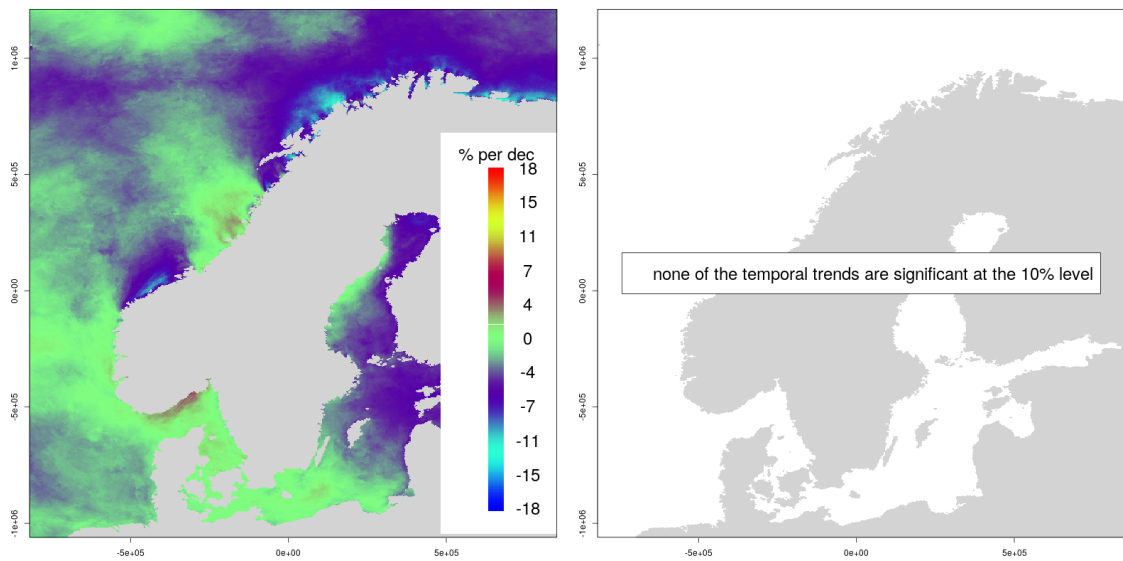 1e+06
5e+05
0e+00
-5e+05
-1e+06
-5e+05
0e+00
5e+05
% per dec
18
15
11
7
4
0
-4
-7
-11
-15
-18
1e+06
5e+05
0e+00
-5e+05
-1e+06
-5e+05
0e+00
5e+05
none of the temporal trends are significant at the 10% level